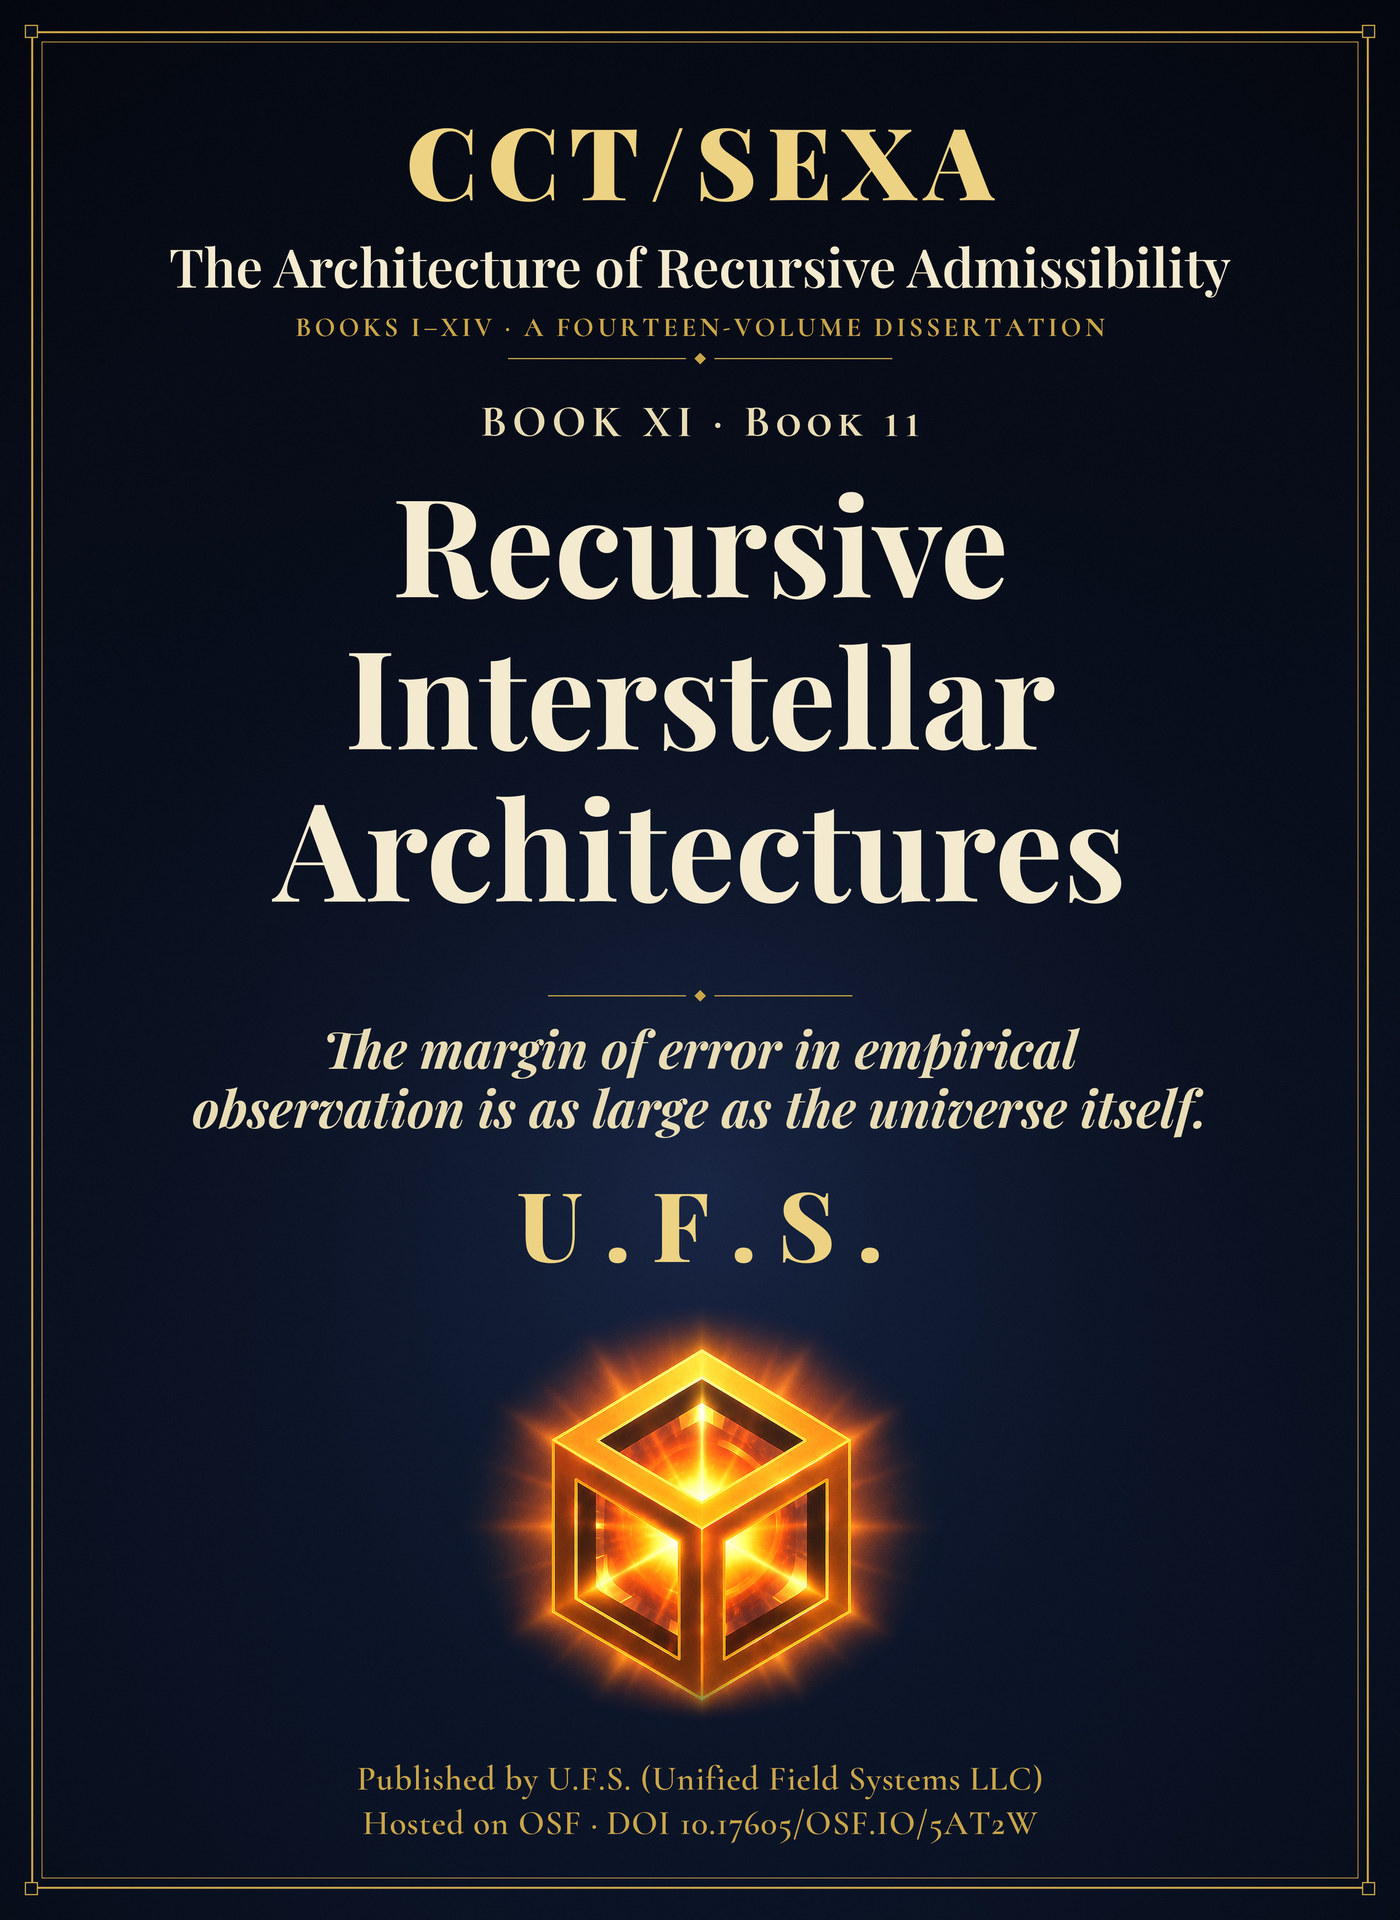 CCT/SEXA
The Architecture of Recursive Admissibility
BOOKS I–XIV · A FOURTEEN-VOLUME DISSERTATION
BOOK XI · Book 11
Recursive
Interstellar
Architectures
The margin of error in empirical
observation is as large as the universe itself.
U.F.S.
Published by U.F.S. (Unified Field Systems LLC)
Hosted on OSF · DOI 10.17605/OSF.IO/5AT2W